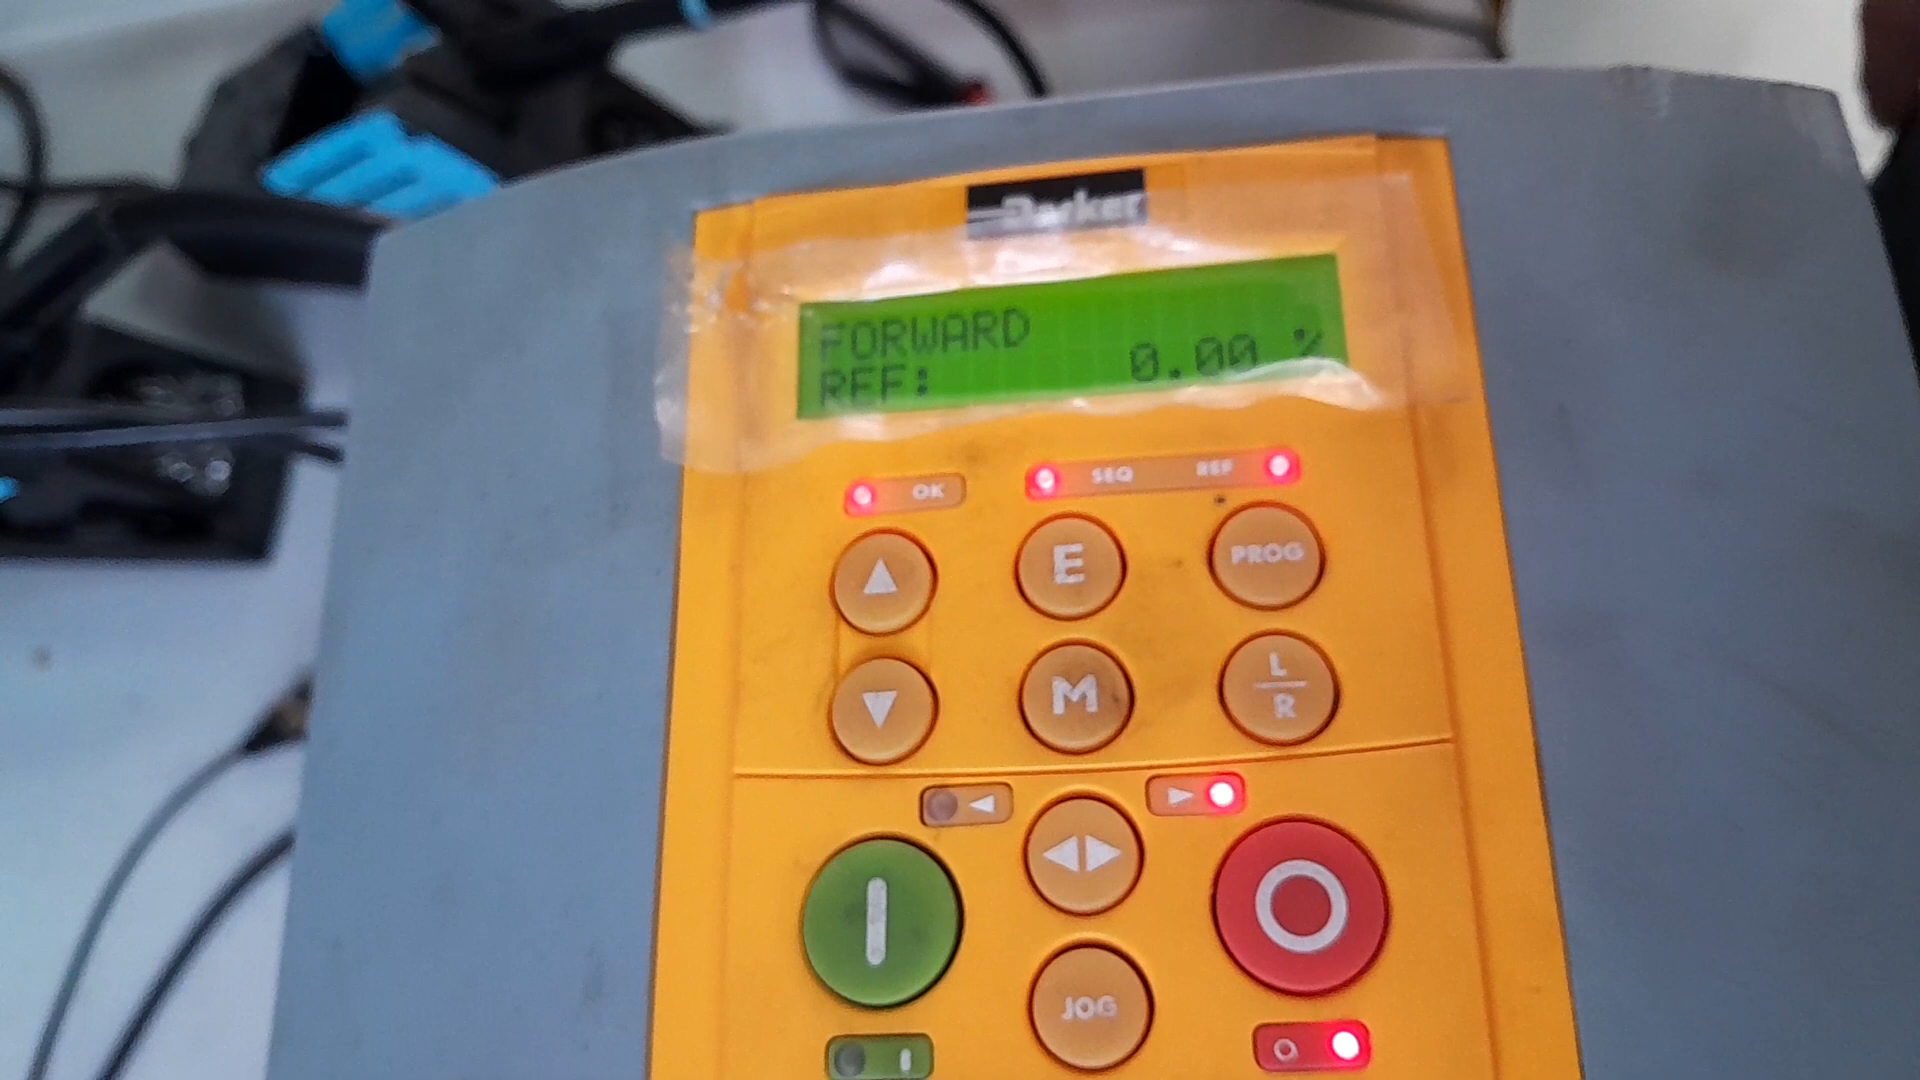 Parker
FORWARD
REF: 0.00 %
OK SEQ REF
E PROG
M L/R
JOG